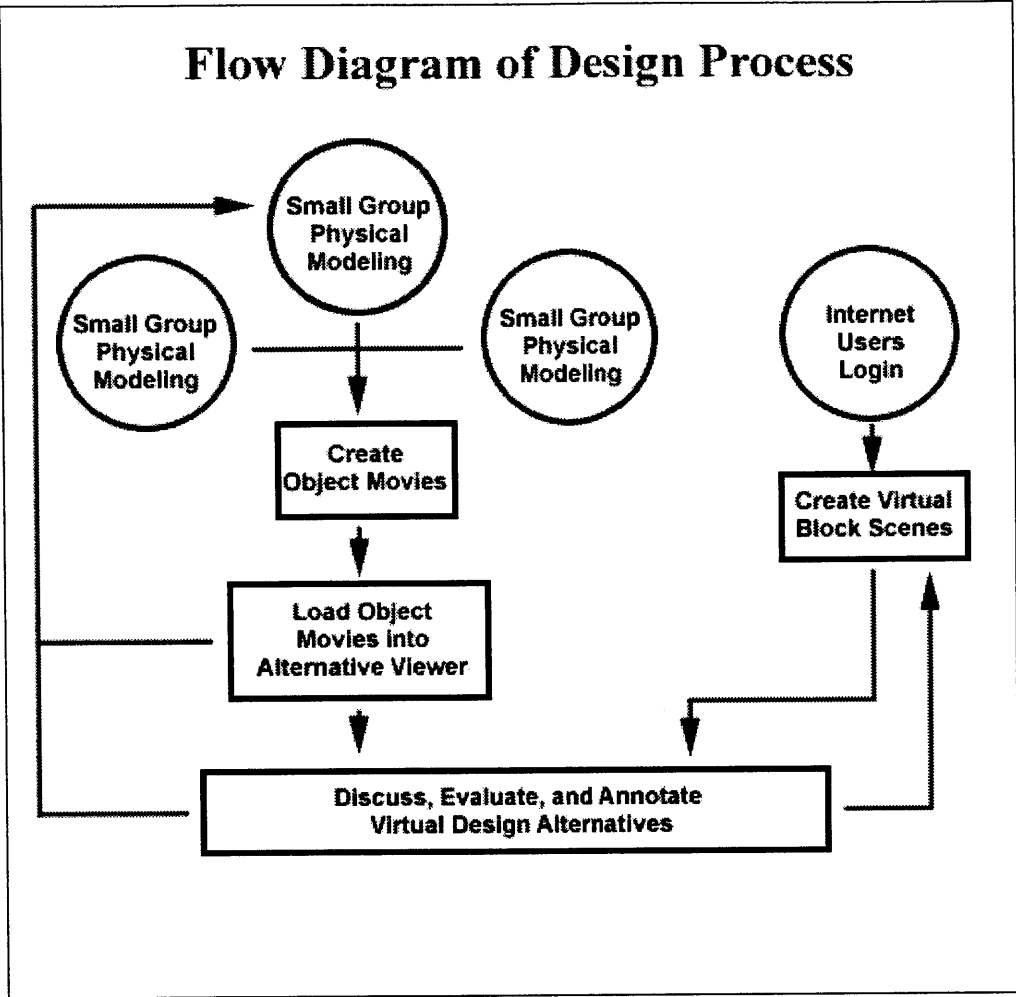 Flow Diagram of Design Process
Small Group
Physical
Modeling
Small Group
Physical
Modeling
Small Group
Physical
Modeling
Internet
Users
Login
Create
Object Movies
Create Virtual
Block Scenes
Load Object
Movies into
Alternative Viewer
Discuss, Evaluate, and Annotate
Virtual Design Alternatives